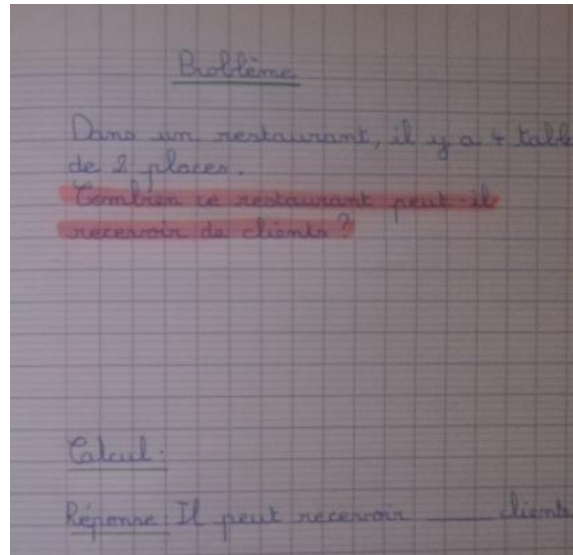 Problème
Dans un restaurant, il y a 4 table
de 2 places.
Combien ce restaurant peut-il
recevoir de clients ?
Calcul :
Réponse : Il peut recevoir ____ clients